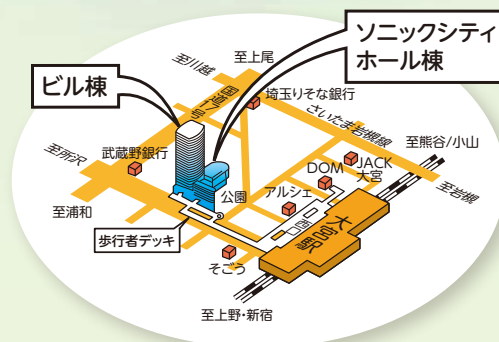 ソニックシティ
ホール棟
ビル棟
至上尾
至川越
国道17号
埼玉りそな銀行
さいたま岩槻線
至熊谷/小山
至所沢
武蔵野銀行
DOM
JACK
大宮
至岩槻
公園
アルシェ
至浦和
西口
大宮駅
歩行者デッキ
そごう
至上野・新宿